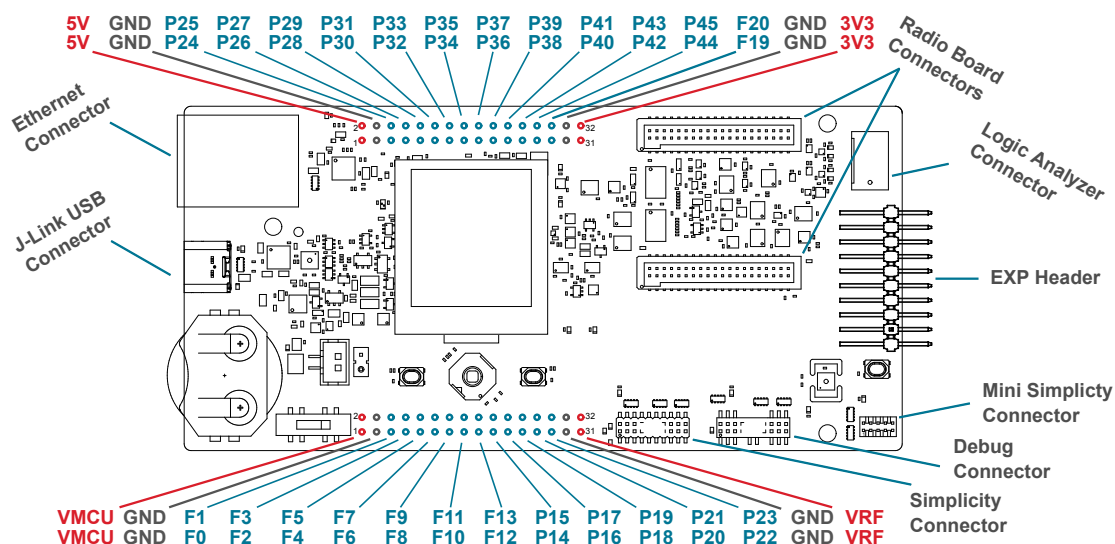 5V GND P25 P27 P29 P31 P33 P35 P37 P39 P41 P43 P45 F20 GND 3V3
5V GND P24 P26 P28 P30 P32 P34 P36 P38 P40 P42 P44 F19 GND 3V3
Radio Board
Connectors
Ethernet
Connector
2
1
32
31
Logic Analyzer
Connector
J-Link USB
Connector
EXP Header
Mini Simplicty
Connector
2
1
32
31
Debug
Connector
Simplicity
Connector
VMCU GND F1 F3 F5 F7 F9 F11 F13 P15 P17 P19 P21 P23 GND VRF
VMCU GND F0 F2 F4 F6 F8 F10 F12 P14 P16 P18 P20 P22 GND VRF